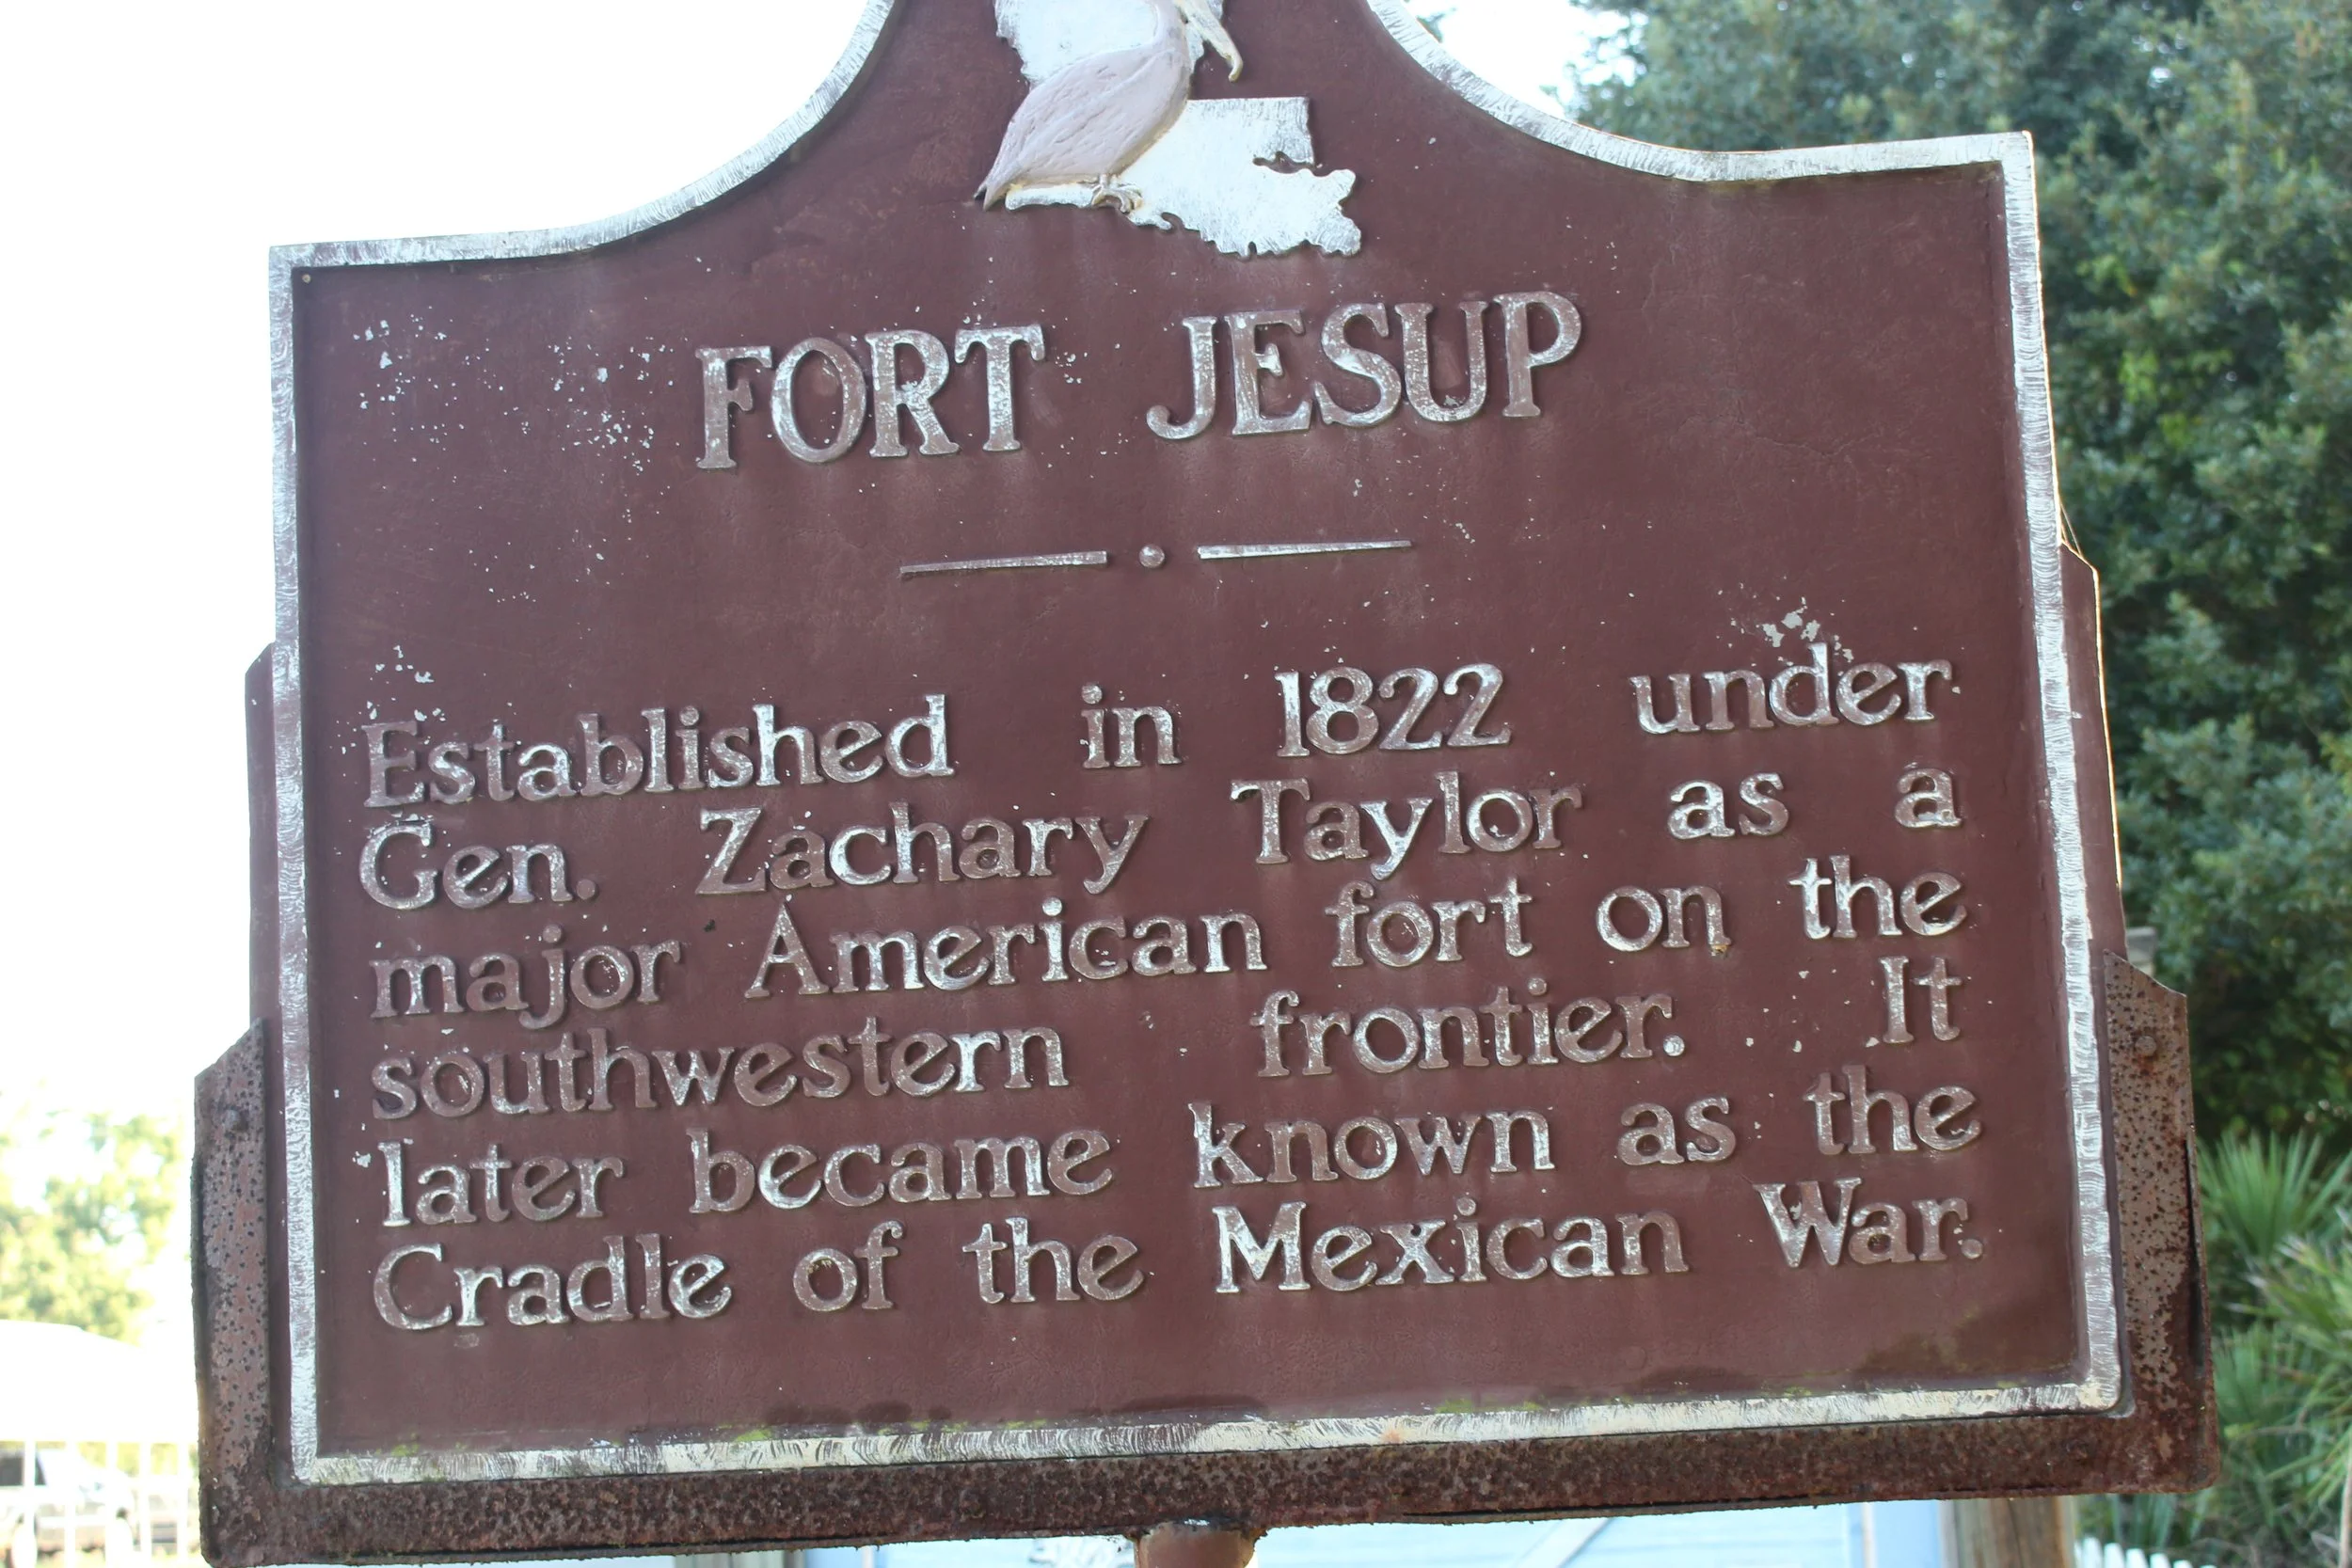 FORT JESUP
Established in 1822 under
Gen. Zachary Taylor as a
major American fort on the
southwestern frontier. It
later became known as the
Cradle of the Mexican War.